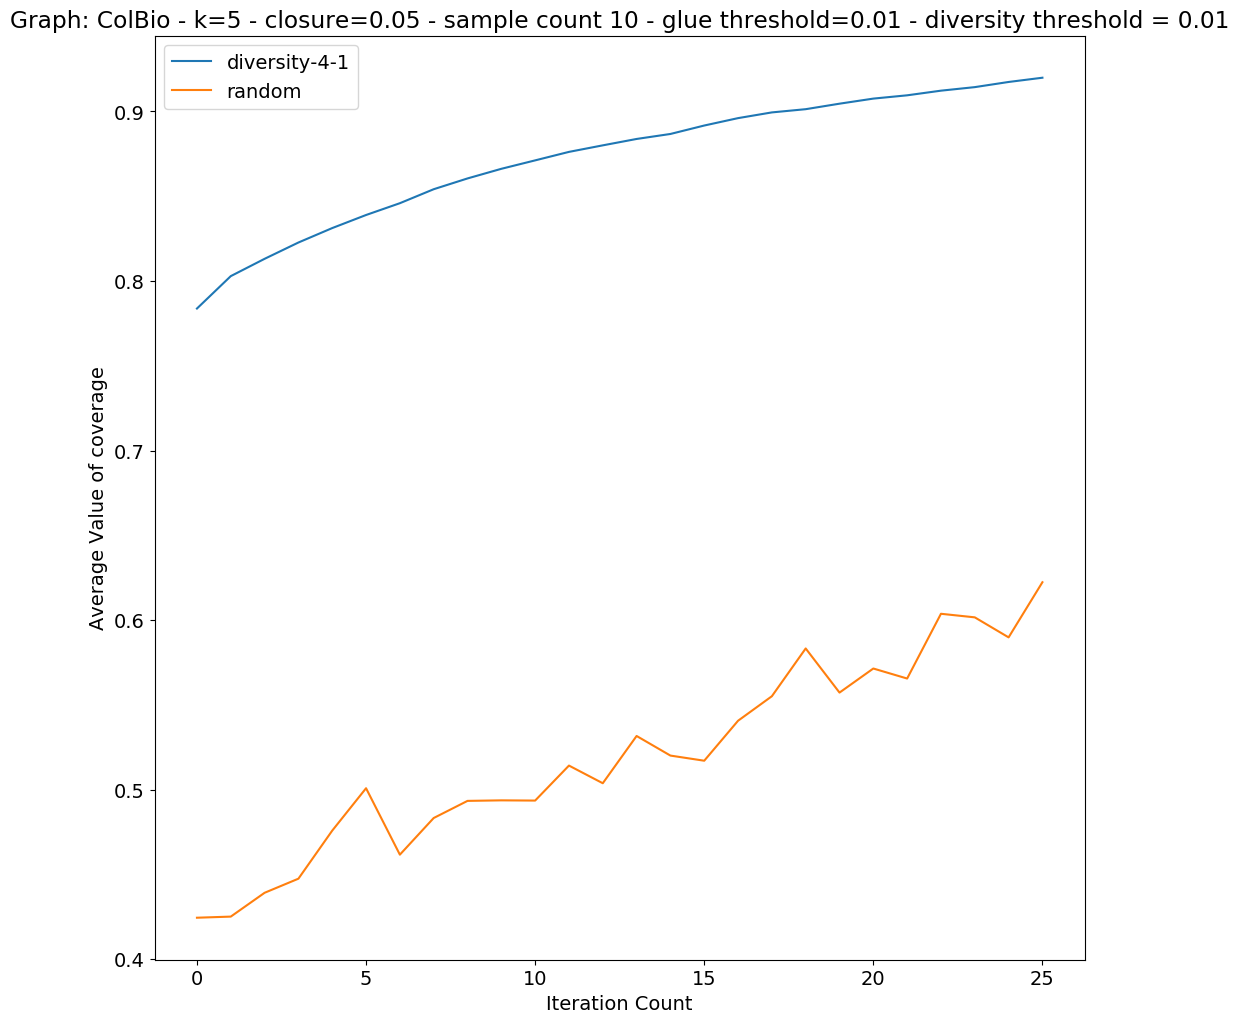 Graph: ColBio - k=5 - closure=0.05 - sample count 10 - glue threshold=0.01 - diversity threshold = 0.01
diversity-4-1
random
0.9
0.8
0.7
0.6
0.5
0.4
Average Value of coverage
0 5 10 15 20 25
Iteration Count